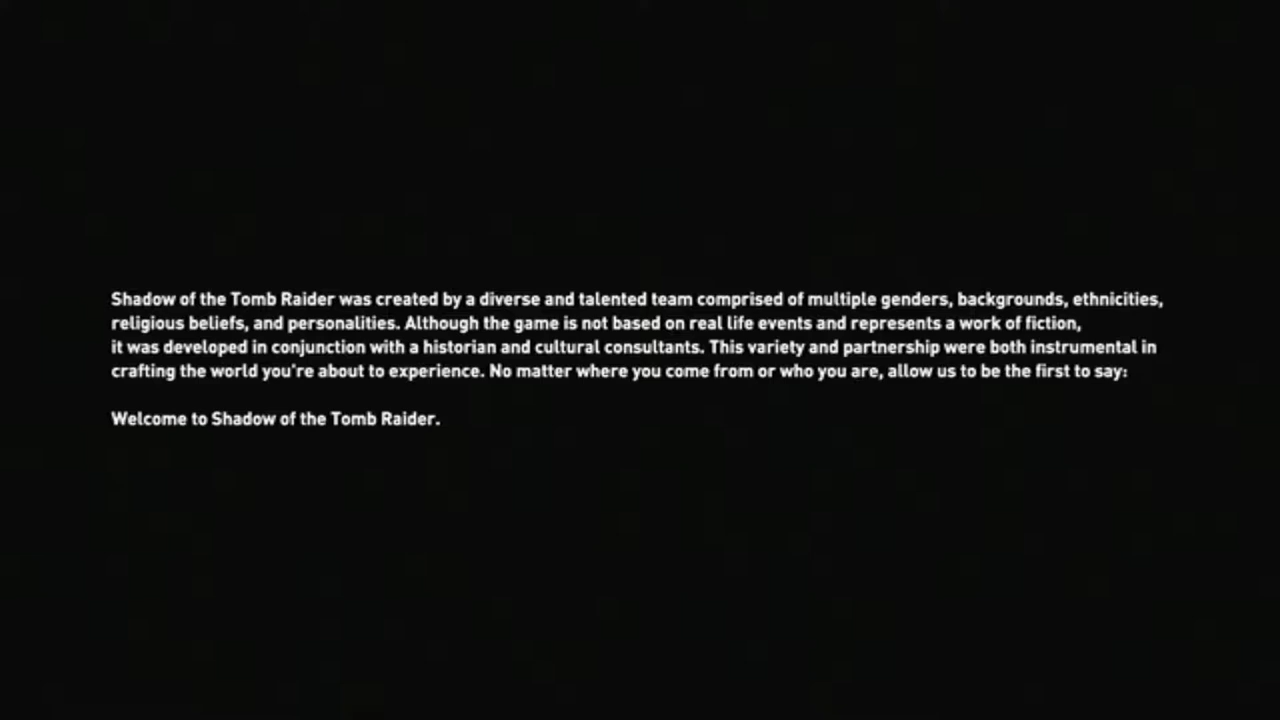 Shadow of the Tomb Raider was created by a diverse and talented team comprised of multiple genders, backgrounds, ethnicities,
religious beliefs, and personalities. Although the game is not based on real life events and represents a work of fiction,
it was developed in conjunction with a historian and cultural consultants. This variety and partnership were both instrumental in
crafting the world you're about to experience. No matter where you come from or who you are, allow us to be the first to say:
Welcome to Shadow of the Tomb Raider.